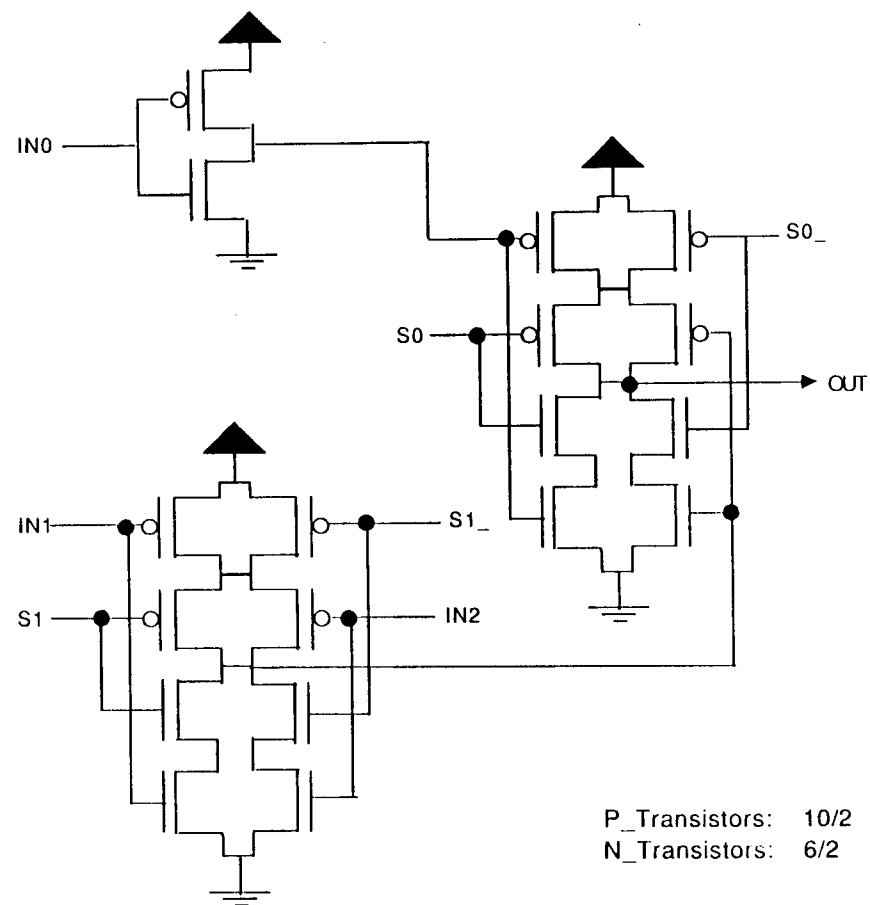 IN0
S0_
S0
OUT
IN1
S1_
S1
IN2
P_Transistors: 10/2
N_Transistors: 6/2